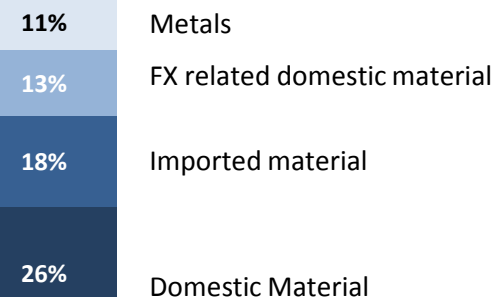 11% Metals
13% FX related domestic material
18% Imported material
26% Domestic Material